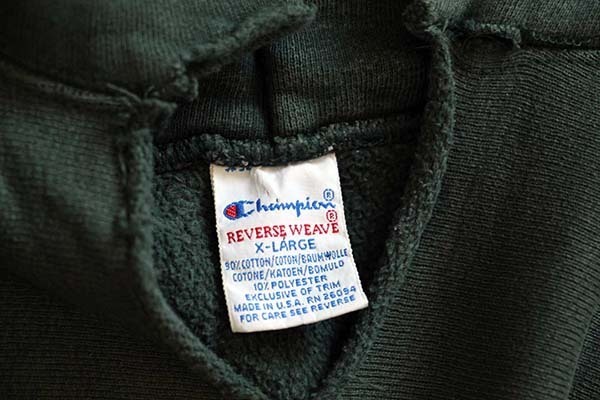 Champion®
REVERSE WEAVE®
X-LARGE
90% COTTON/COTON/BAUMWOLLE
COTONE/KATOEN/BOMULD
10% POLYESTER
EXCLUSIVE OF TRIM
MADE IN U.S.A. RN 26094
FOR CARE SEE REVERSE